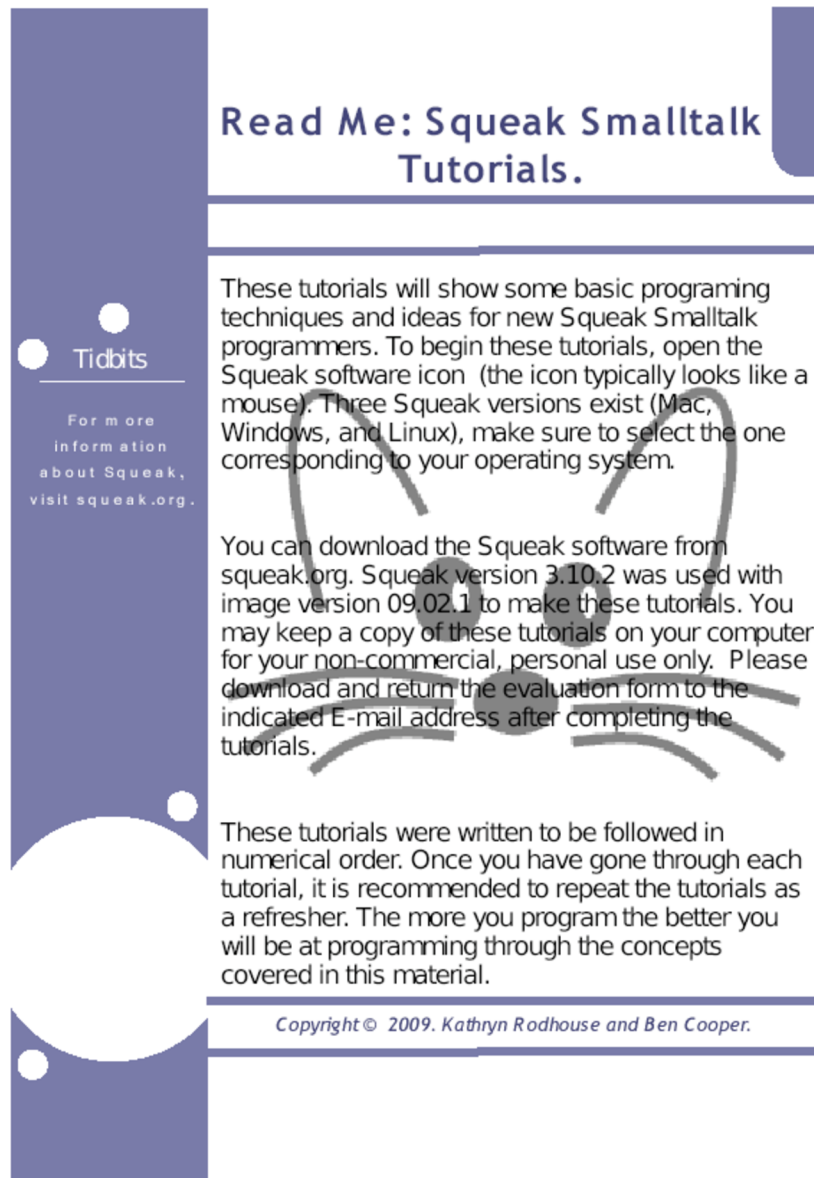 Read Me: Squeak Smalltalk
Tutorials.
Tidbits
For more
information
about Squeak,
visit squeak.org.
These tutorials will show some basic programing
techniques and ideas for new Squeak Smalltalk
programmers. To begin these tutorials, open the
Squeak software icon  (the icon typically looks like a
mouse). Three Squeak versions exist (Mac,
Windows, and Linux), make sure to select the one
corresponding to your operating system.
You can download the Squeak software from
squeak.org. Squeak version 3.10.2 was used with
image version 09.02.1 to make these tutorials. You
may keep a copy of these tutorials on your computer
for your non-commercial, personal use only.  Please
download and return the evaluation form to the
indicated E-mail address after completing the
tutorials.
These tutorials were written to be followed in
numerical order. Once you have gone through each
tutorial, it is recommended to repeat the tutorials as
a refresher. The more you program the better you
will be at programming through the concepts
covered in this material.
Copyright © 2009. Kathryn Rodhouse and Ben Cooper.